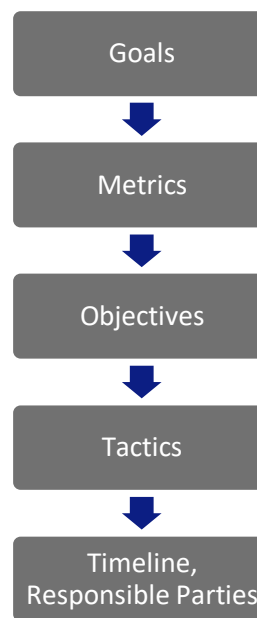 Goals
Metrics
Objectives
Tactics
Timeline,
Responsible Parties